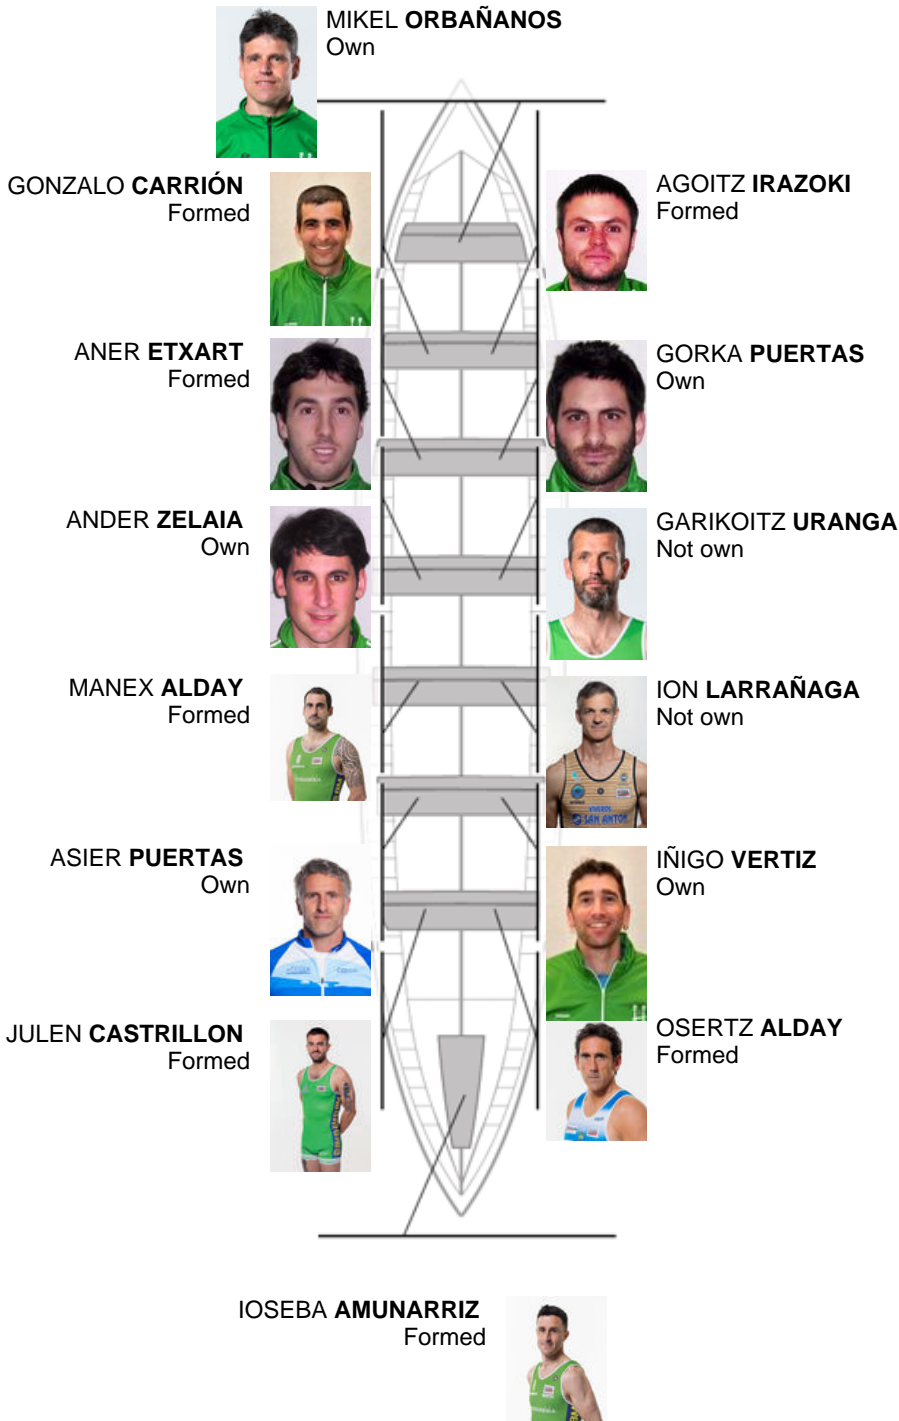 MIKEL ORBAÑANOS
Own
GONZALO CARRIÓN
Formed
AGOITZ IRAZOKI
Formed
ANER ETXART
Formed
GORKA PUERTAS
Own
ANDER ZELAIA
Own
GARIKOITZ URANGA
Not own
MANEX ALDAY
Formed
ION LARRAÑAGA
Not own
ASIER PUERTAS
Own
IÑIGO VERTIZ
Own
JULEN CASTRILLON
Formed
OSERTZ ALDAY
Formed
IOSEBA AMUNARRIZ
Formed
SAN ANTON